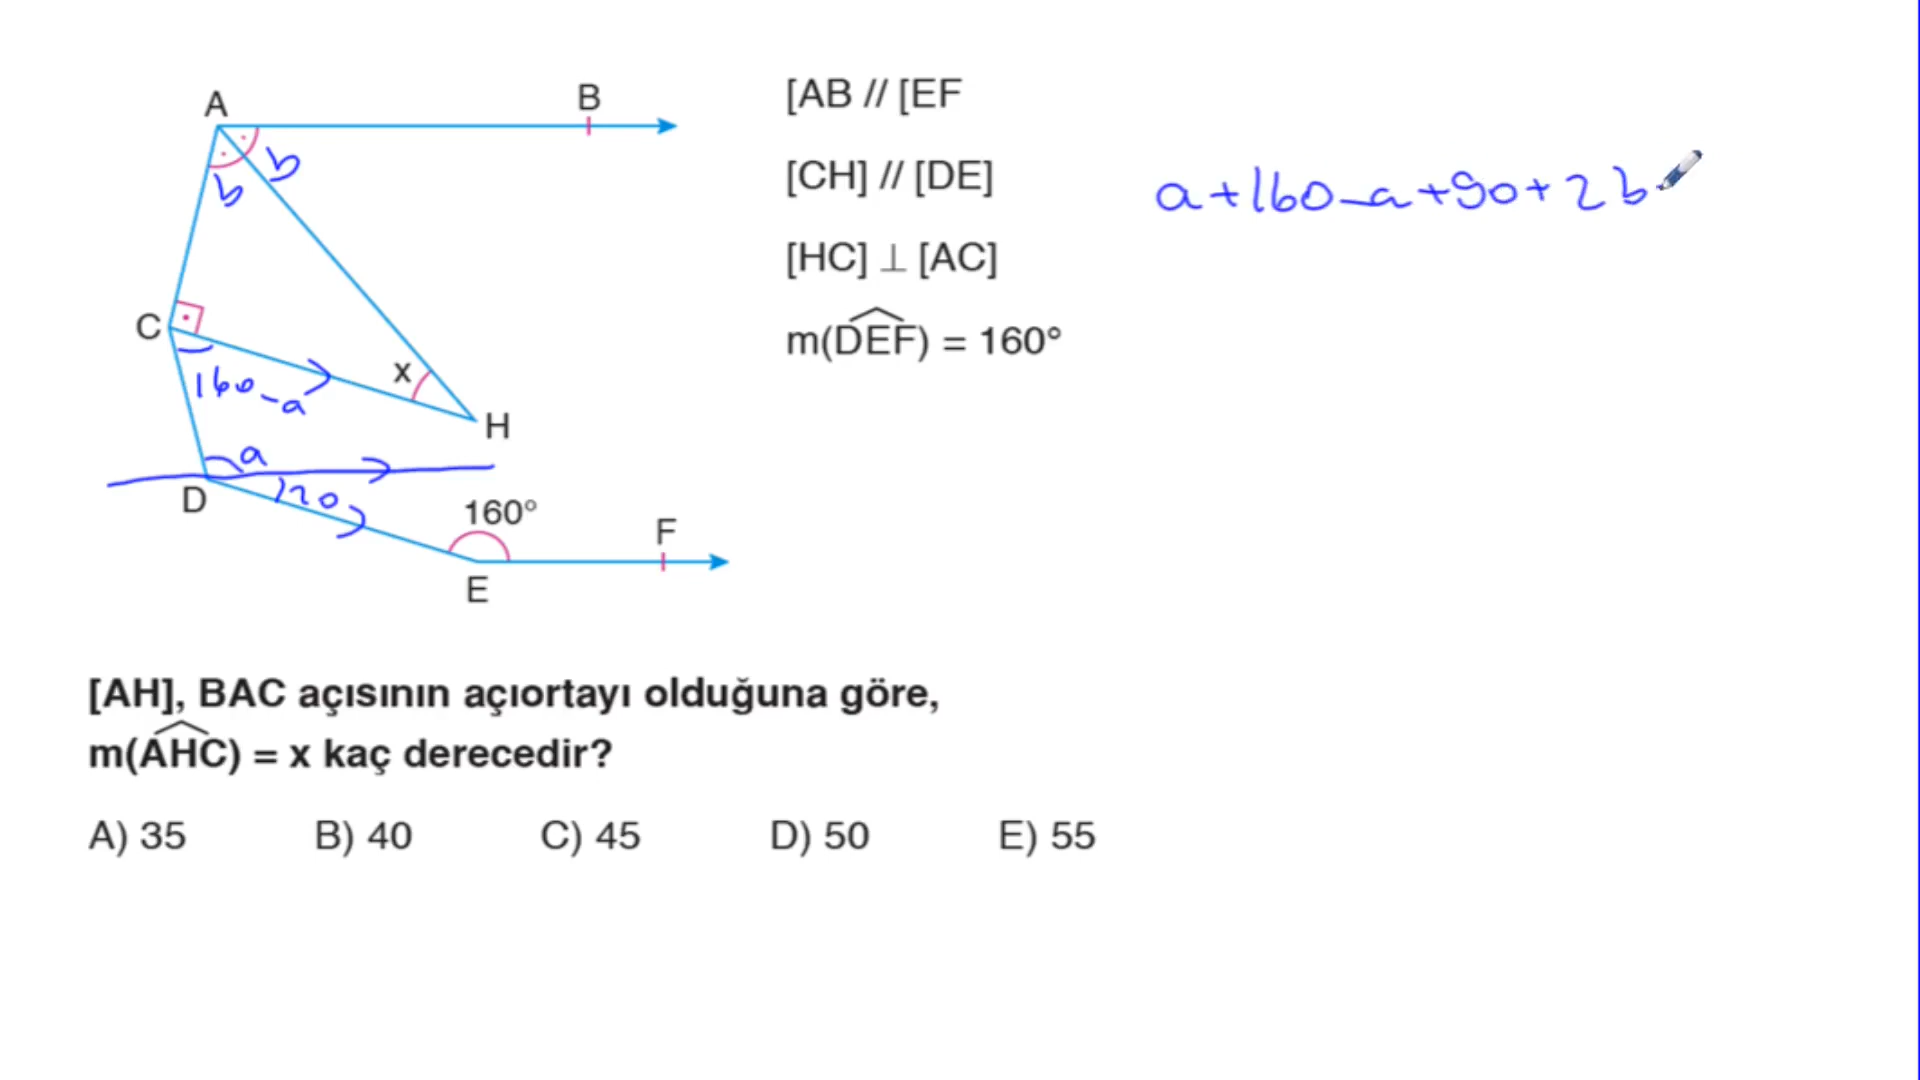 A
B
b
b
C
x
160-a
H
a
D
120
160°
F
E
[AB // [EF
[CH] // [DE]
[HC] ⊥ [AC]
m(DEF) = 160°
a+160-a+90+2b
[AH], BAC açısının açıortayı olduğuna göre,
m(AHC) = x kaç derecedir?
A) 35 B) 40 C) 45 D) 50 E) 55